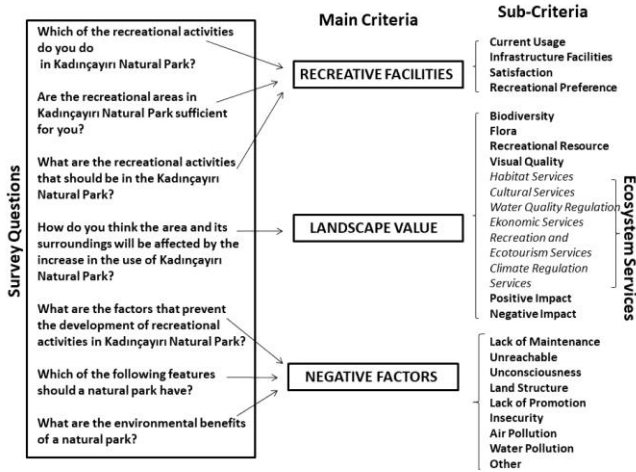 Survey Questions
Which of the recreational activities
do you do
in Kadınçayırı Natural Park?
Are the recreational areas in
Kadınçayırı Natural Park sufficient
for you?
What are the recreational activities
that should be in the Kadınçayırı
Natural Park?
How do you think the area and its
surroundings will be affected by the
increase in the use of Kadınçayırı
Natural Park?
What are the factors that prevent
the development of recreational
activities in Kadınçayırı Natural Park?
Which of the following features
should a natural park have?
What are the environmental benefits
of a natural park?
Main Criteria
RECREATIVE FACILITIES
LANDSCAPE VALUE
NEGATIVE FACTORS
Sub-Criteria
Current Usage
Infrastructure Facilities
Satisfaction
Recreational Preference
Biodiversity
Flora
Recreational Resource
Visual Quality
Habitat Services
Cultural Services
Water Quality Regulation
Ekonomic Services
Recreation and
Ecotourism Services
Climate Regulation
Services
Positive Impact
Negative Impact
Ecosystem Services
Lack of Maintenance
Unreachable
Unconsciousness
Land Structure
Lack of Promotion
Insecurity
Air Pollution
Water Pollution
Other